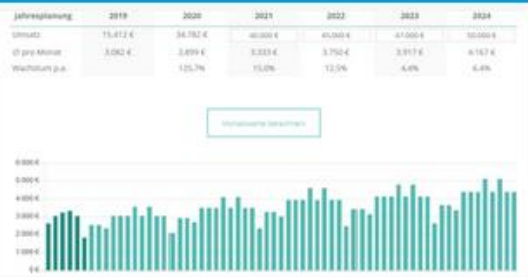 Jahresplanung 2019 2020 2021 2022 2023 2024
Umsatz 15.412 € 34.782 € 40.000 € 45.000 € 47.000 € 50.000 €
Ø pro Monat 3.082 € 2.899 € 3.333 € 3.750 € 3.917 € 4.167 €
Wachstum p.a. 125,7% 15,0% 12,5% 4,4% 6,4%
Monatswerte berechnen
6.000 €
5.000 €
4.000 €
3.000 €
2.000 €
1.000 €
0 €